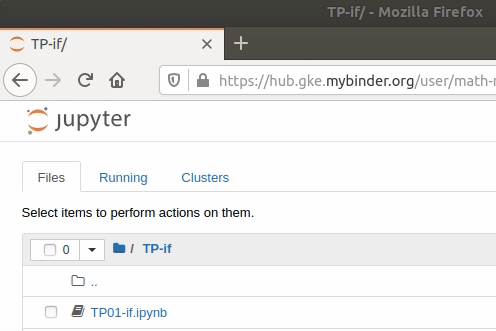 TP-if/ - Mozilla Firefox
TP-if/
https://hub.gke.mybinder.org/user/math-
jupyter
Files Running Clusters
Select items to perform actions on them.
0 / TP-if
..
TP01-if.ipynb